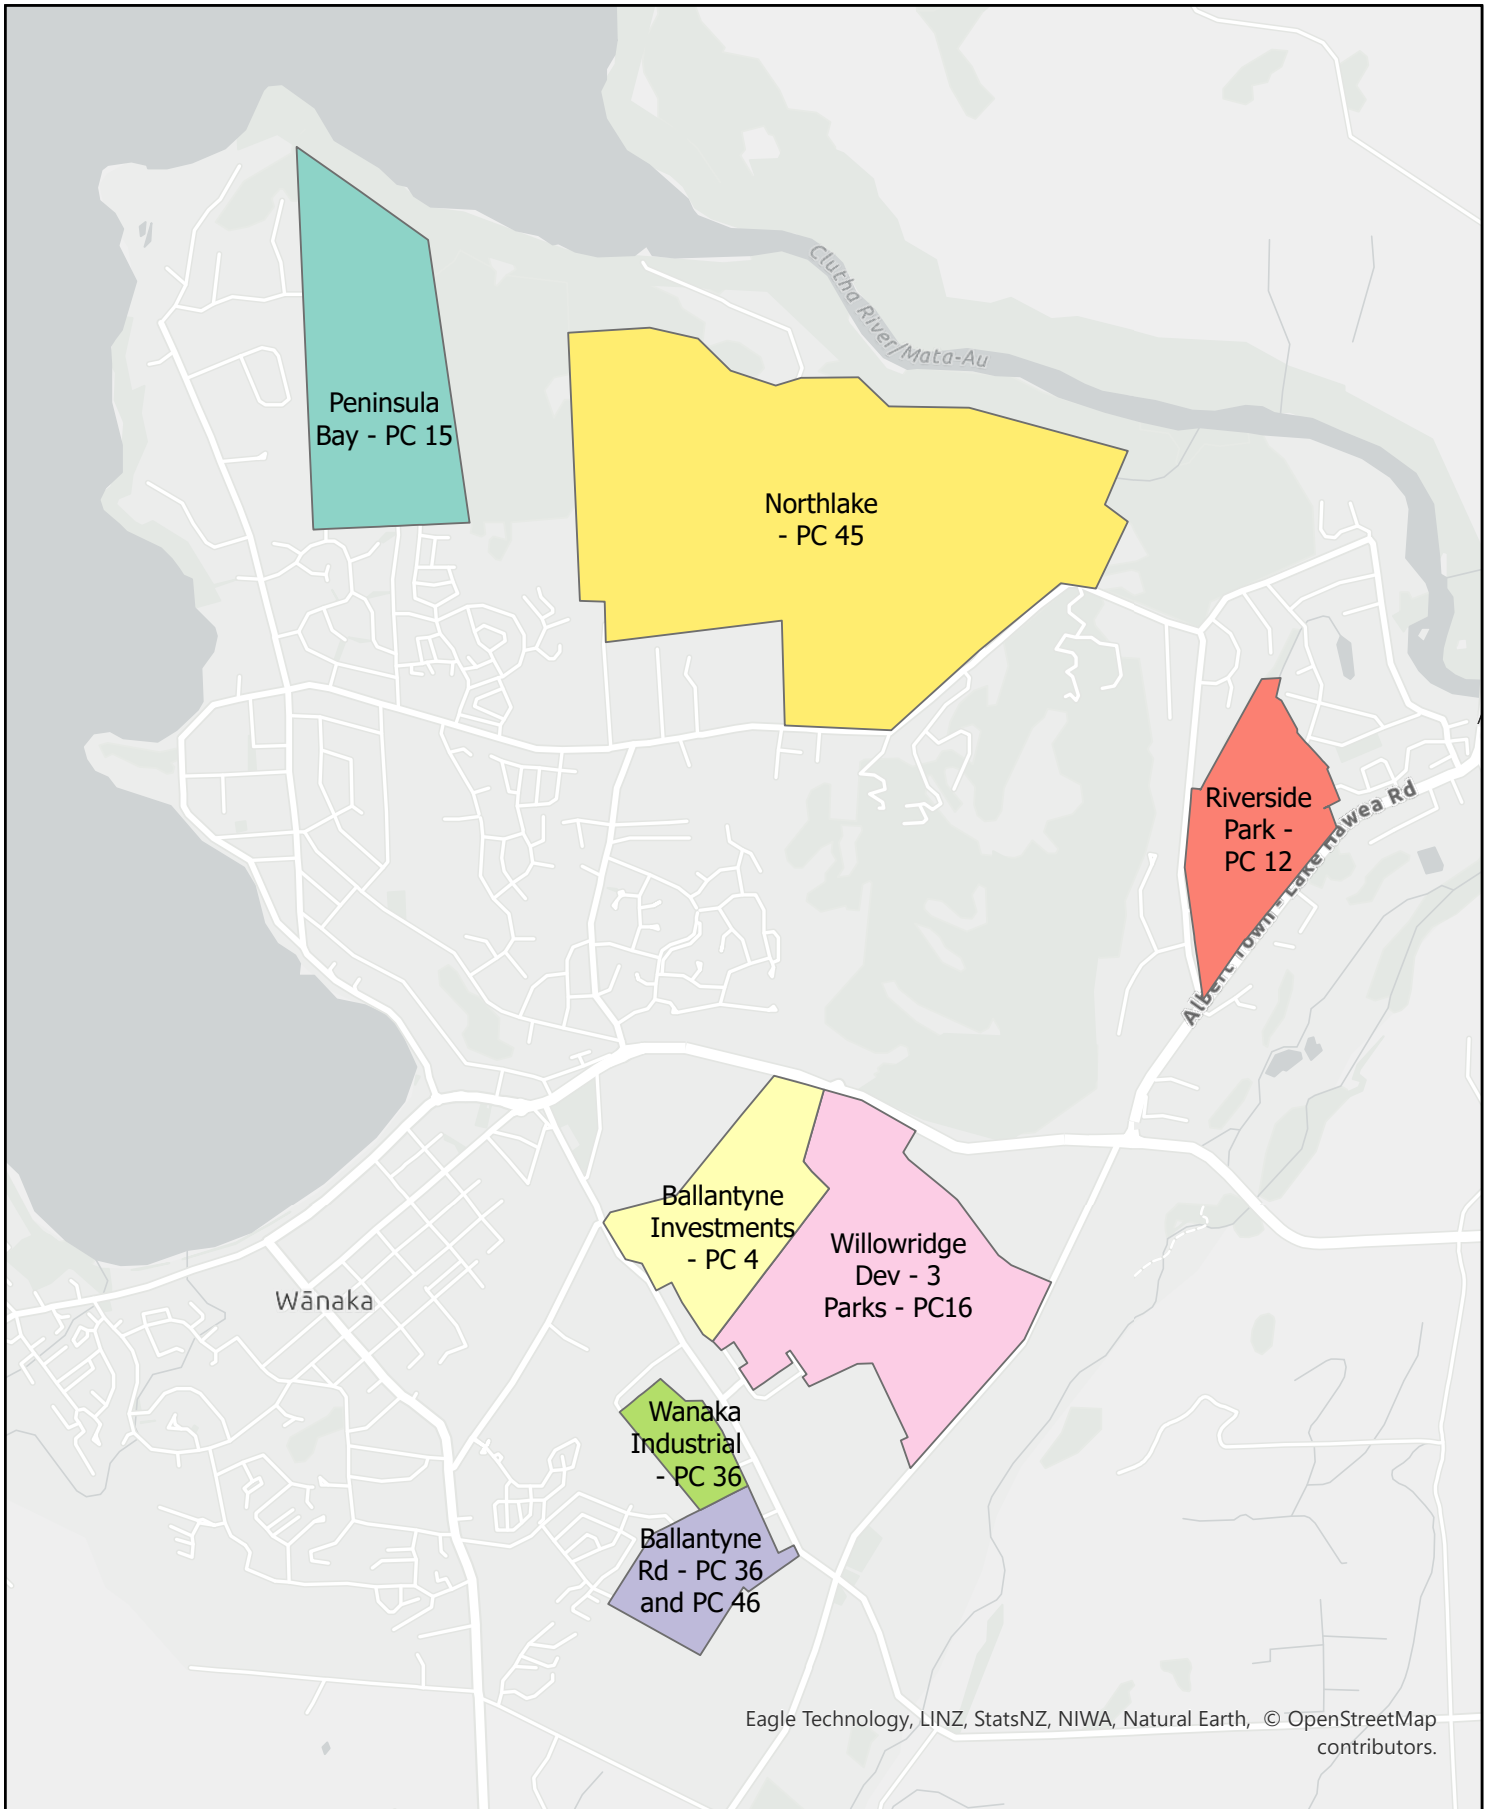 Clutha River/Mata-Au
Peninsula
Bay - PC 15
Northlake
- PC 45
Riverside
Park -
PC 12
Albert Town - Lake Hawea Rd
Ballantyne
Investments
- PC 4
Willowridge
Dev - 3
Parks - PC16
Wānaka
Wanaka
Industrial
- PC 36
Ballantyne
Rd - PC 36
and PC 46
Eagle Technology, LINZ, StatsNZ, NIWA, Natural Earth, © OpenStreetMap
contributors.